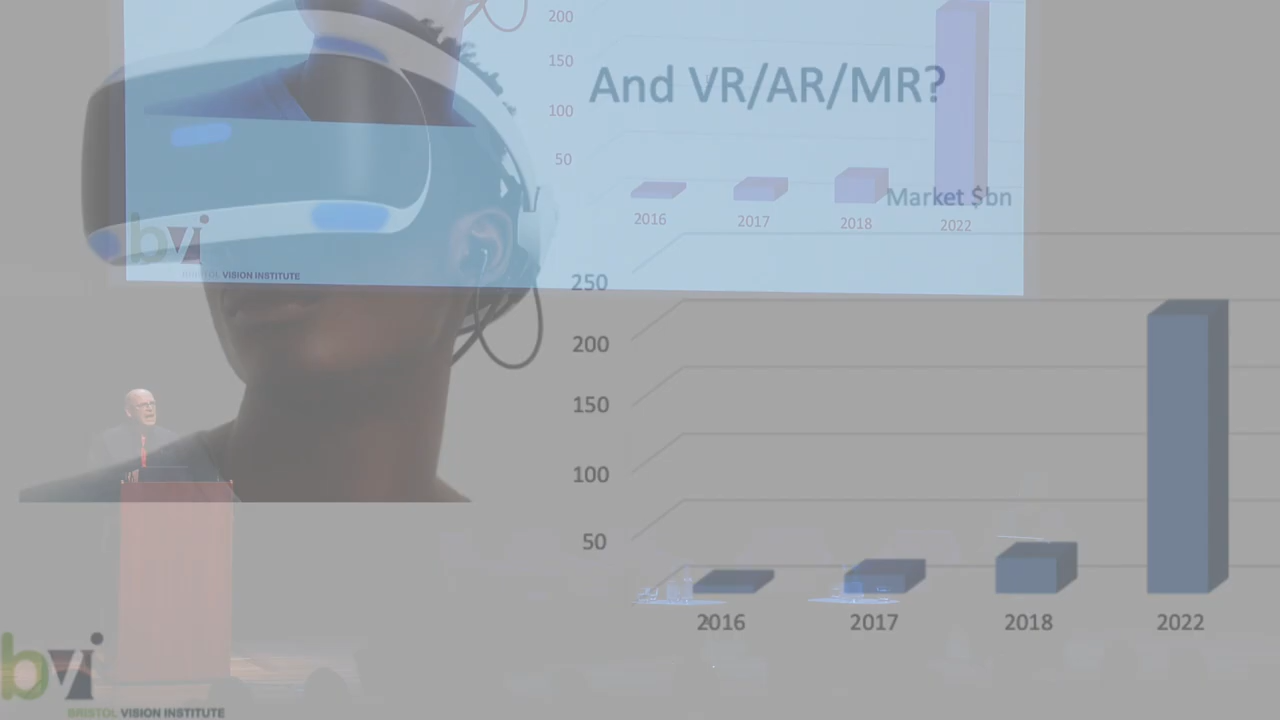 200
150
And VR/AR/MR?
100
50
Market $bn
2016
2017
2018
2022
bvi
BRISTOL VISION INSTITUTE
250
200
150
100
50
2016
2017
2018
2022
bvi
BRISTOL VISION INSTITUTE